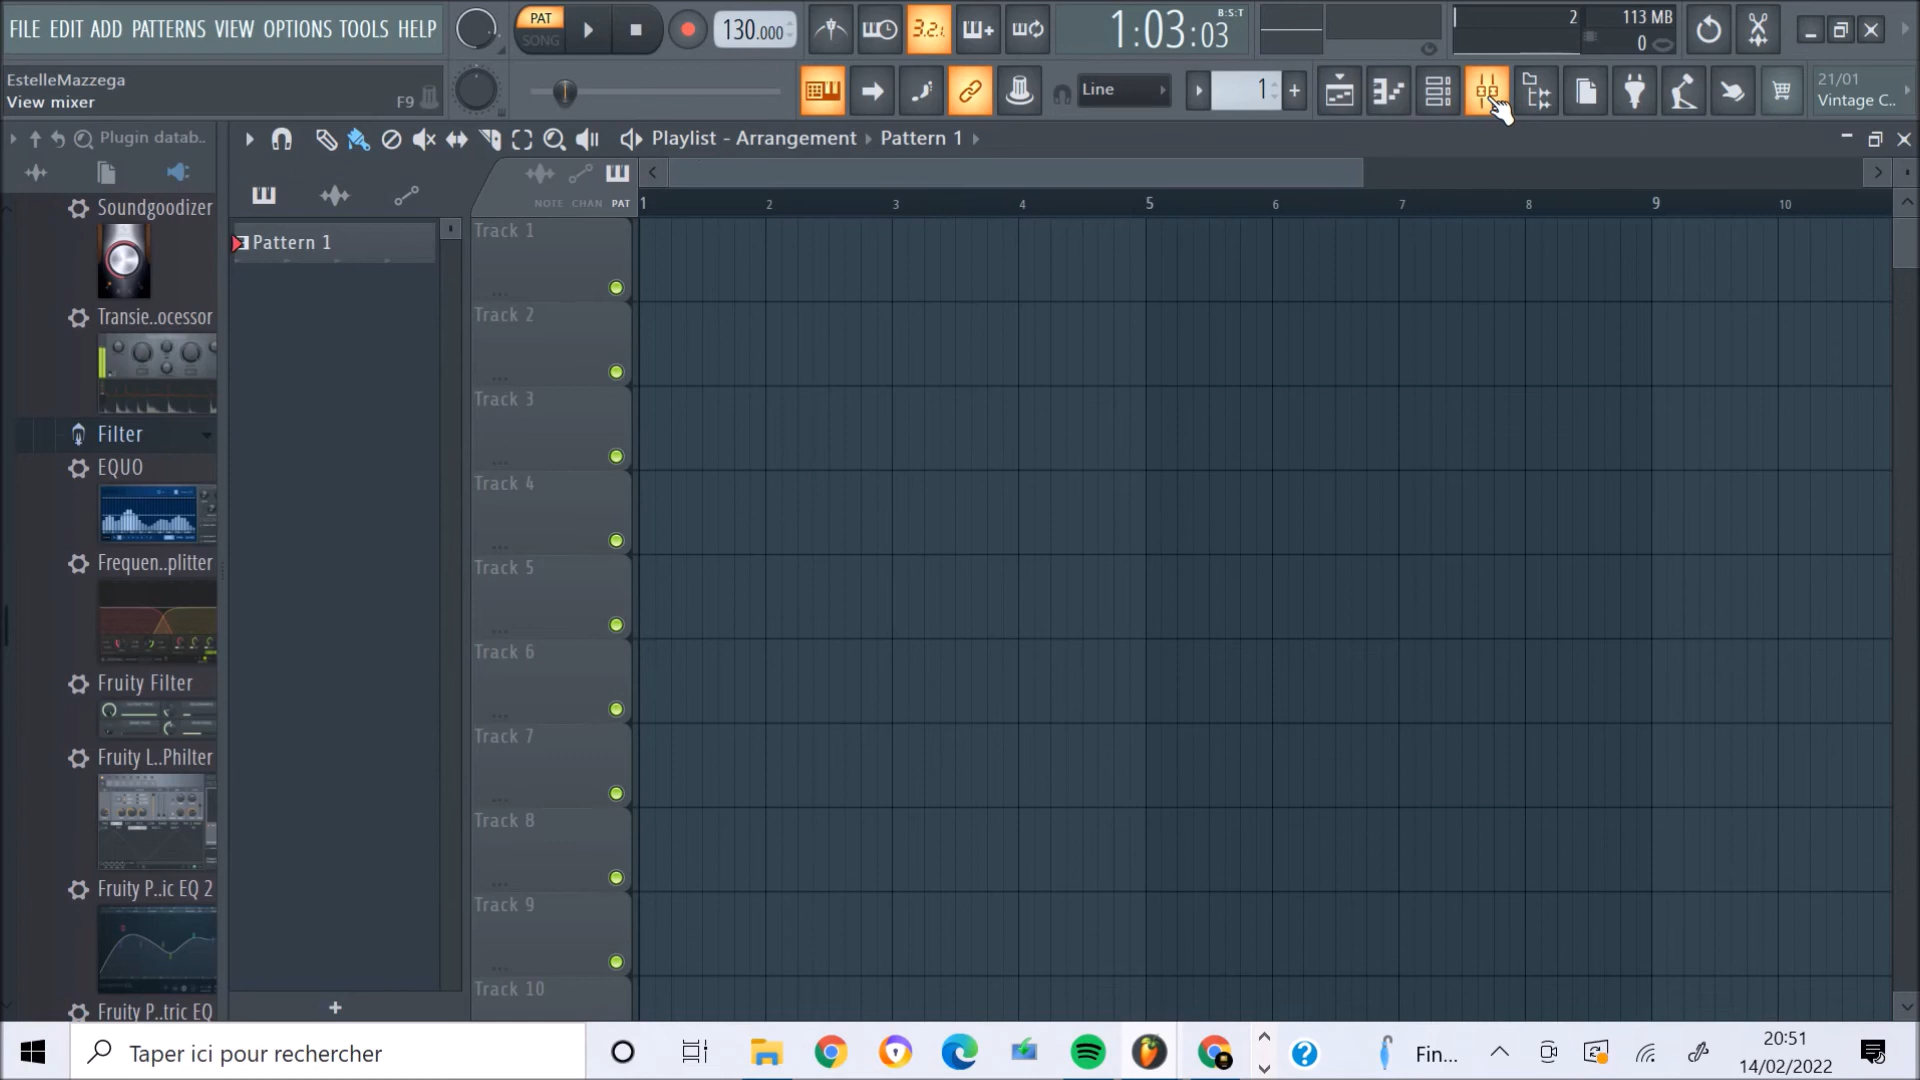 FILE EDIT ADD PATTERNS VIEW OPTIONS TOOLS HELP
PAT
SONG
130.000
3.2.
1:03:03
B:S:T
2
113 MB
0
EstelleMazzega
View mixer
F9
Line
1
21/01
Vintage C..
Plugin datab..
Playlist - Arrangement › Pattern 1
NOTE CHAN PAT
1 2 3 4 5 6 7 8 9 10
Pattern 1
Soundgoodizer
Transie..ocessor
Filter
EQUO
Frequen..plitter
Fruity Filter
Fruity L..Philter
Fruity P..ic EQ 2
Fruity P..tric EQ
Track 1
Track 2
Track 3
Track 4
Track 5
Track 6
Track 7
Track 8
Track 9
Track 10
Taper ici pour rechercher
Fin...
20:51
14/02/2022